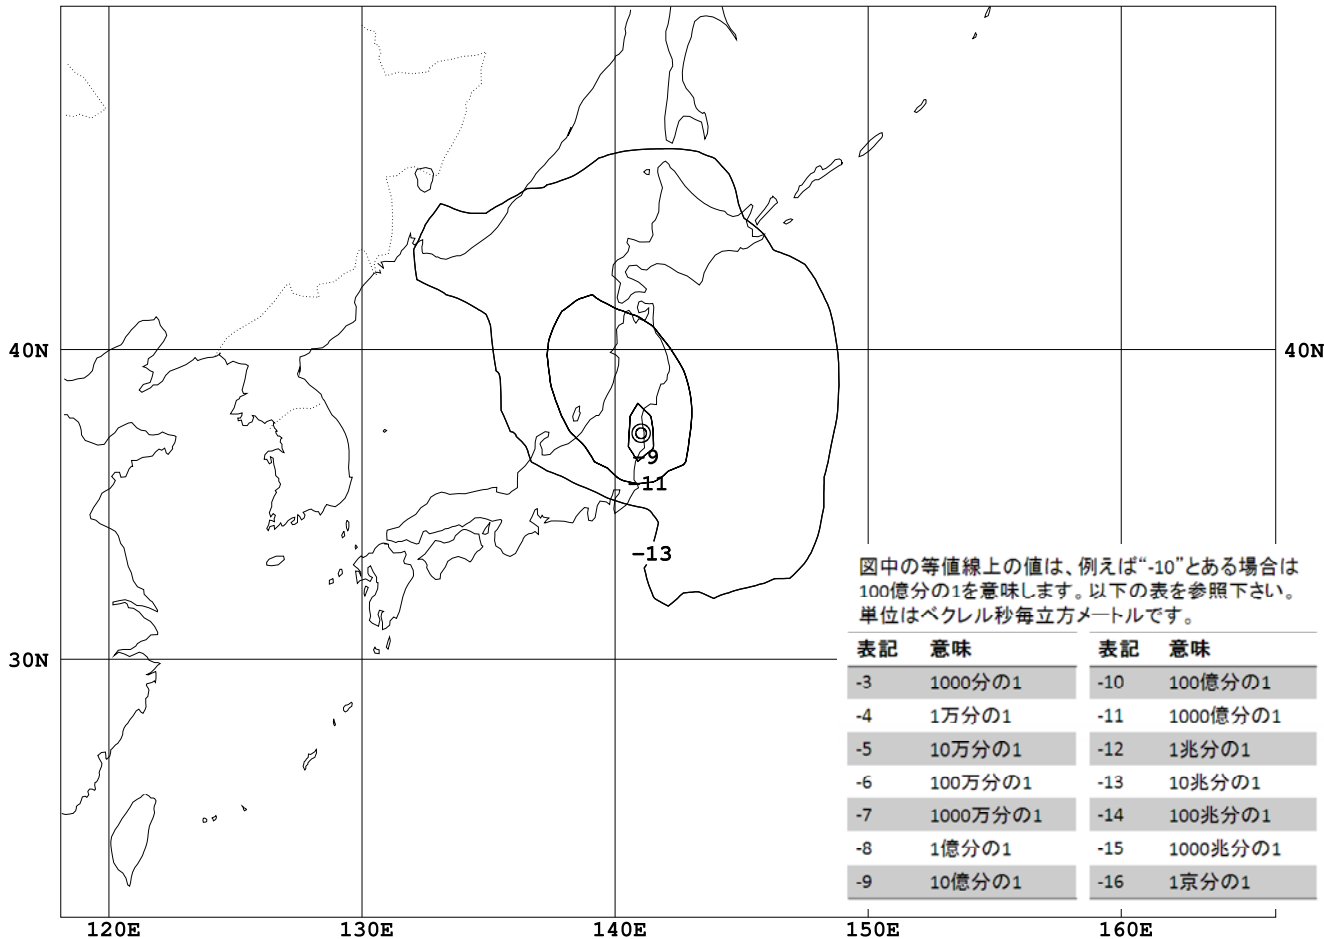 40N
40N
-9
-11
-13
図中の等値線上の値は、例えば“-10”とある場合は
100億分の1を意味します。以下の表を参照下さい。
単位はベクレル秒毎立方メートルです。
表記 意味 表記 意味
-3 1000分の1 -10 100億分の1
-4 1万分の1 -11 1000億分の1
-5 10万分の1 -12 1兆分の1
-6 100万分の1 -13 10兆分の1
-7 1000万分の1 -14 100兆分の1
-8 1億分の1 -15 1000兆分の1
-9 10億分の1 -16 1京分の1
30N
120E 130E 140E 150E 160E